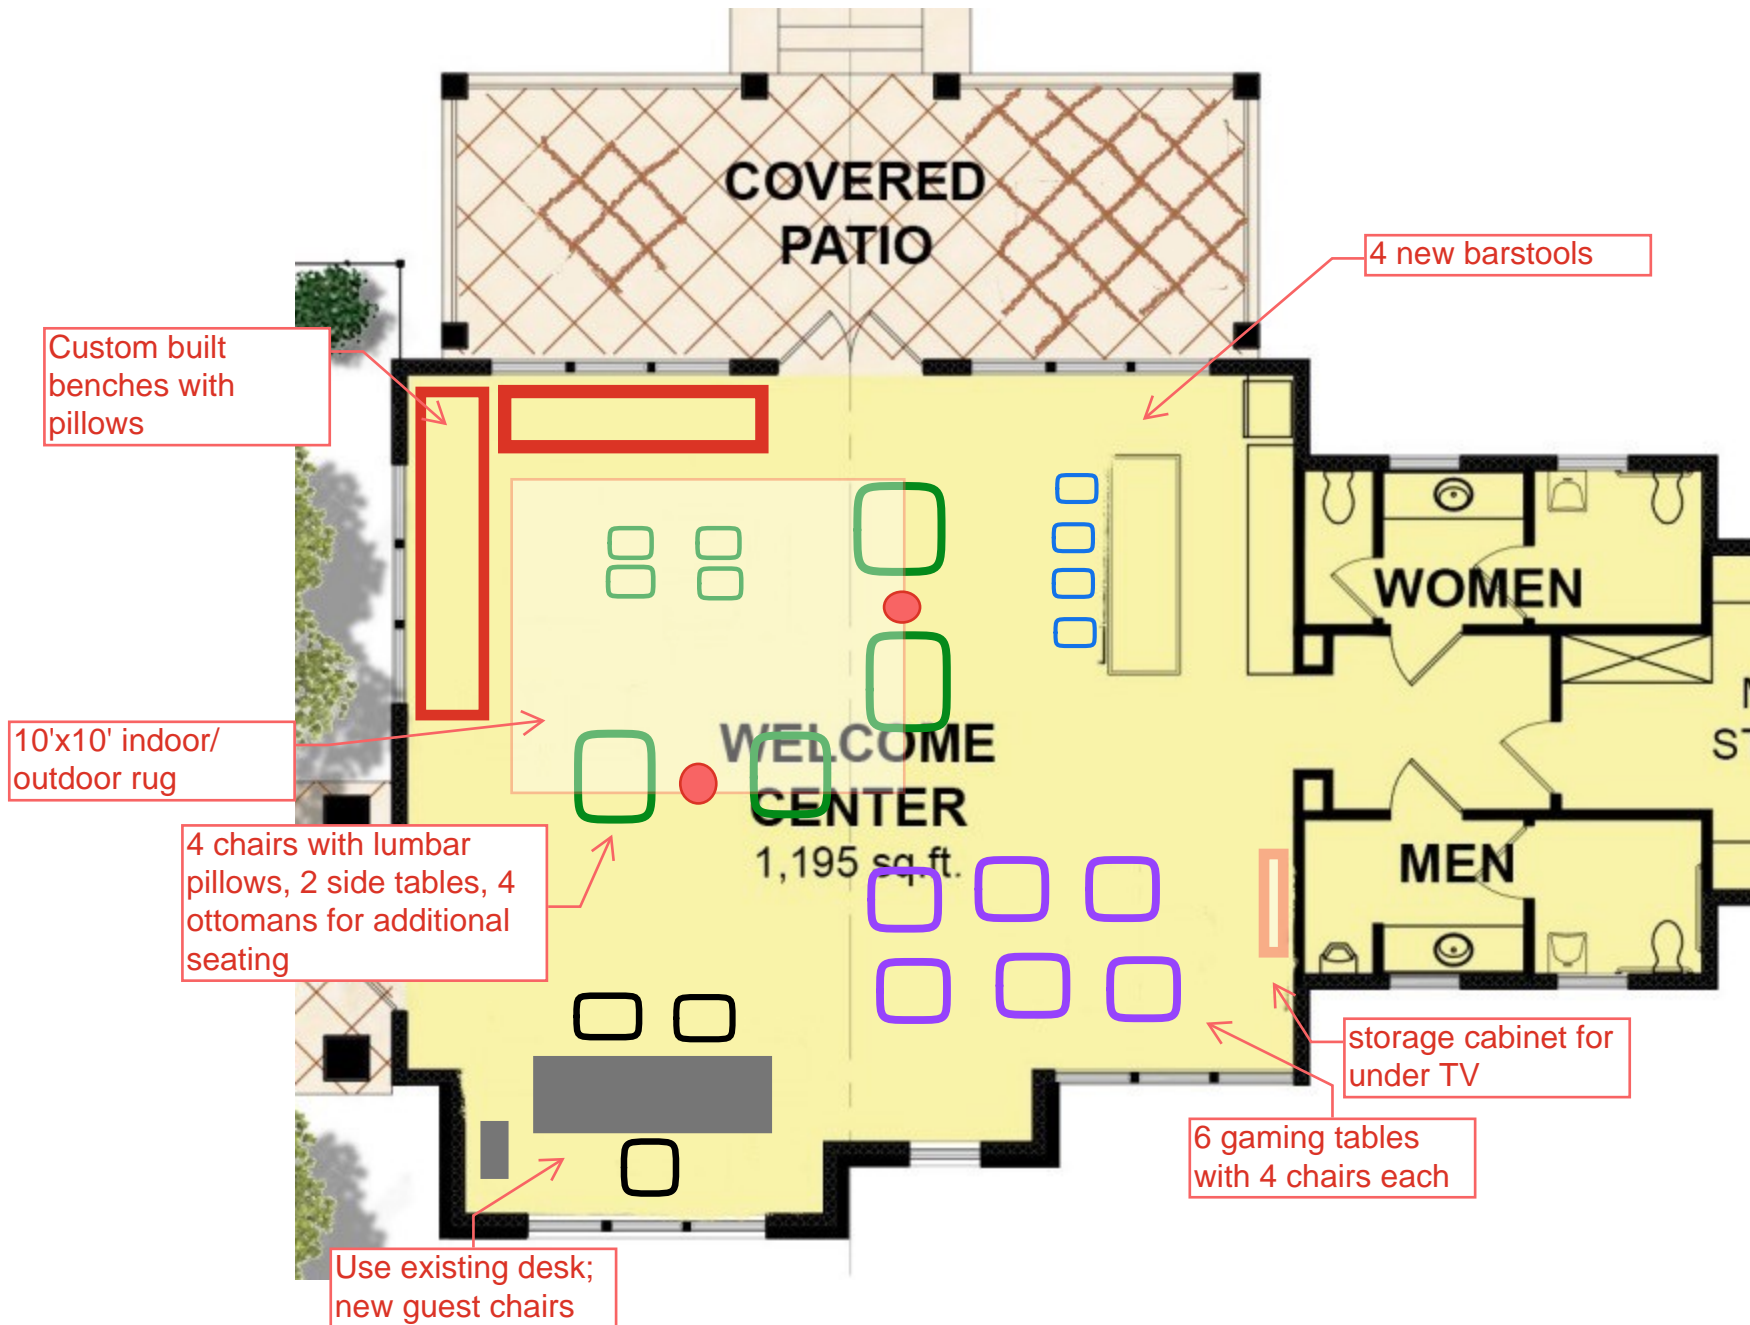 COVERED
PATIO
4 new barstools
Custom built
benches with
pillows
WOMEN
10'x10' indoor/
outdoor rug
WELCOME
CENTER
1,195 sq.ft.
4 chairs with lumbar
pillows, 2 side tables, 4
ottomans for additional
seating
MEN
storage cabinet for
under TV
6 gaming tables
with 4 chairs each
Use existing desk;
new guest chairs